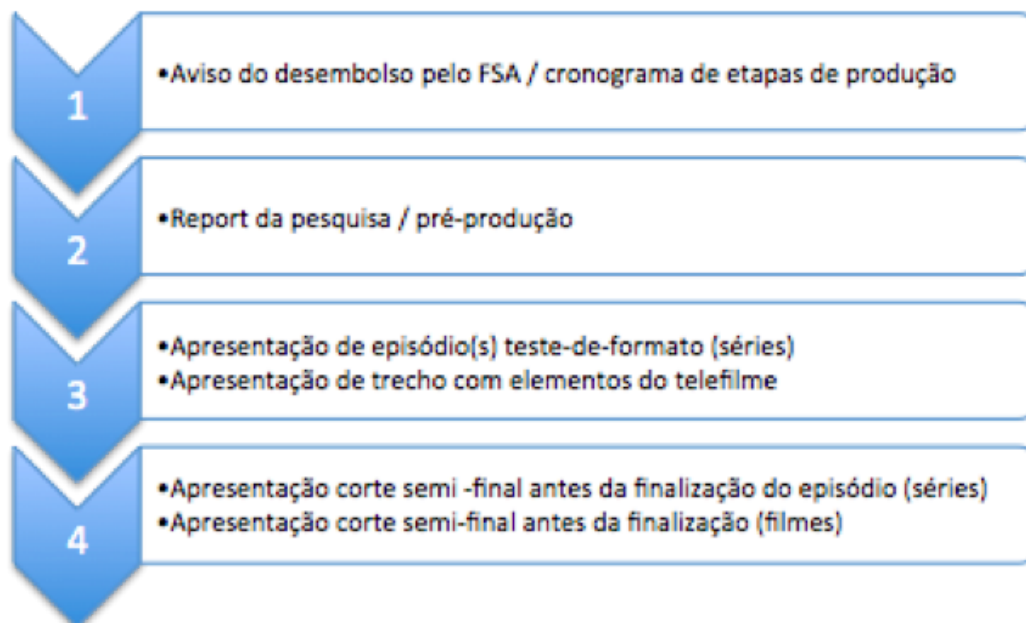 1
•Aviso do desembolso pelo FSA / cronograma de etapas de produção
2
•Report da pesquisa / pré-produção
3
•Apresentação de episódio(s) teste-de-formato (séries)
•Apresentação de trecho com elementos do telefilme
4
•Apresentação corte semi -final antes da finalização do episódio (séries)
•Apresentação corte semi-final antes da finalização (filmes)